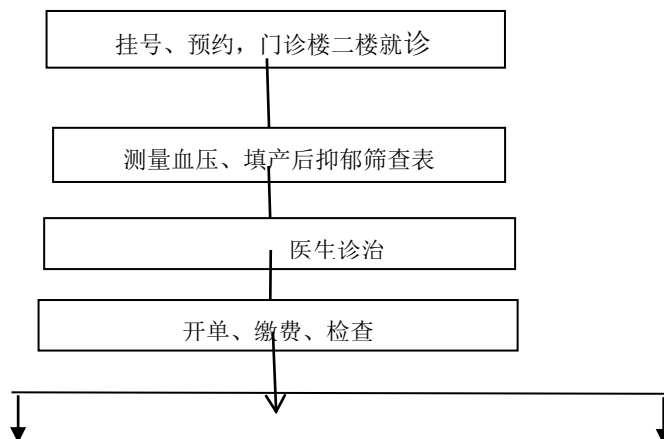 挂号、预约，门诊楼二楼就诊
测量血压、填产后抑郁筛查表
医生诊治
开单、缴费、检查